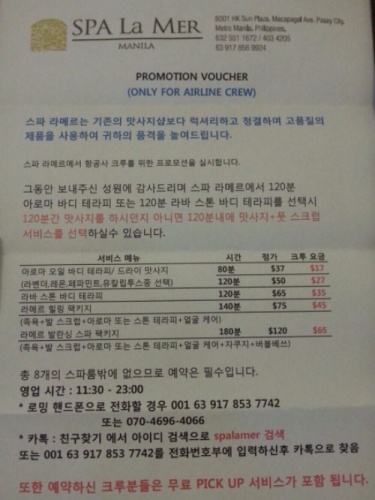 SPA LA MER
MANILA
8001 HK Sun Plaza, Macapagal Ave, Pasay City,
Metro Manila, Philippines.
632 551 1672 / 403 4205
63 917 856 9924
PROMOTION VOUCHER
(ONLY FOR AIRLINE CREW)
스파 라메르는 기존의 맛사지샵보다 럭셔리하고 청결하며 고품질의
제품을 사용하여 귀하의 품격을 높여드립니다.
스파 라메르에서 항공사 크루를 위한 프로모션을 실시합니다.
그동안 보내주신 성원에 감사드리며 스파 라메르에서 120분
아로마 바디 테라피 또는 120분 라바 스톤 바디 테라피를 선택시
120분간 맛사지를 하시던지 아니면 120분내에 맛사지+풋 스크럽
서비스를 선택하실수 있습니다.
서비스 메뉴 시간 정가 크루 요금
아로마 오일 바디 테라피/ 드라이 맛사지 80분 $37 $17
(라벤더,레몬,페파민트,유칼립투스중 선택) 120분 $50 $27
라바 스톤 바디 테라피 120분 $65 $35
라메르 힐링 팩키지 140분 $75 $45
(족욕+발 스크럽+아로마 또는 스톤 테라피+얼굴 케어)
라메르 발란싱 스파 팩키지 180분 $120 $65
(족욕+발 스크럽+아로마 또는 스톤 테라피+얼굴 케어+자쿠지+버블베쓰)
총 8개의 스파룸밖에 없으므로 예약은 필수입니다.
영업 시간 : 11:30 - 23:00
* 로밍 핸드폰으로 전화할 경우 001 63 917 853 7742
또는 070-4696-4066
* 카톡 : 친구찾기 에서 아이디 검색으로 spalamer 검색
또는 001 63 917 853 7742를 전화번호부에 입력하신후 카톡으로 찾음
또한 예약하신 크루분들은 무료 PICK UP 서비스가 포함 됩니다.